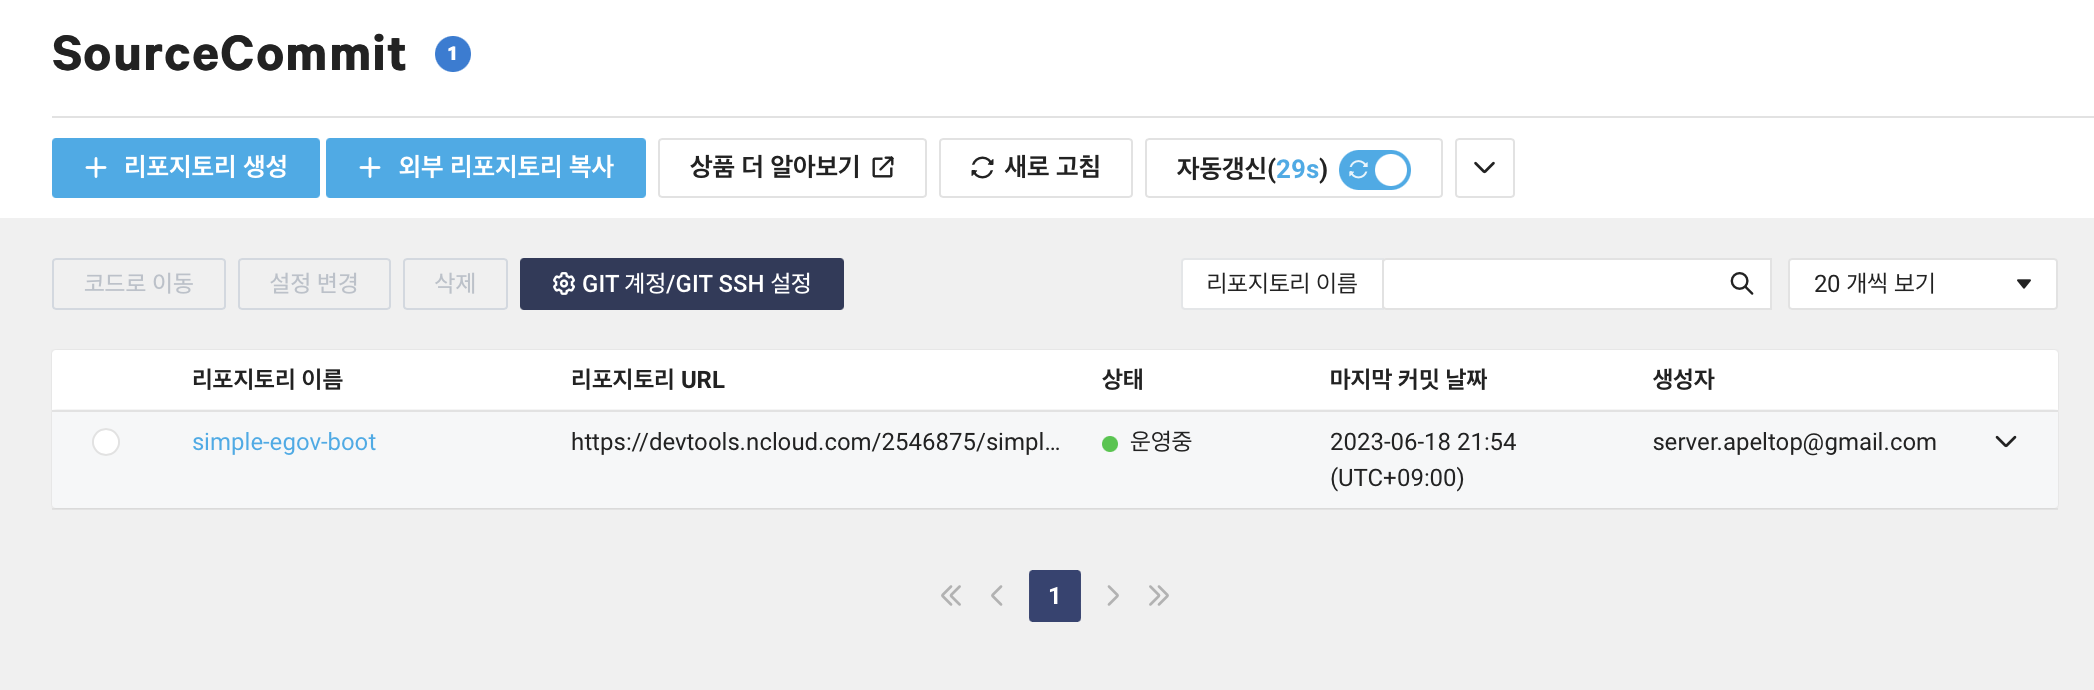 SourceCommit 1
+ 리포지토리 생성 + 외부 리포지토리 복사 상품 더 알아보기 새로 고침 자동갱신(29s)
코드로 이동 설정 변경 삭제 GIT 계정/GIT SSH 설정 리포지토리 이름 20 개씩 보기
리포지토리 이름 리포지토리 URL 상태 마지막 커밋 날짜 생성자
simple-egov-boot https://devtools.ncloud.com/2546875/simpl... 운영중 2023-06-18 21:54 server.apeltop@gmail.com
(UTC+09:00)
1